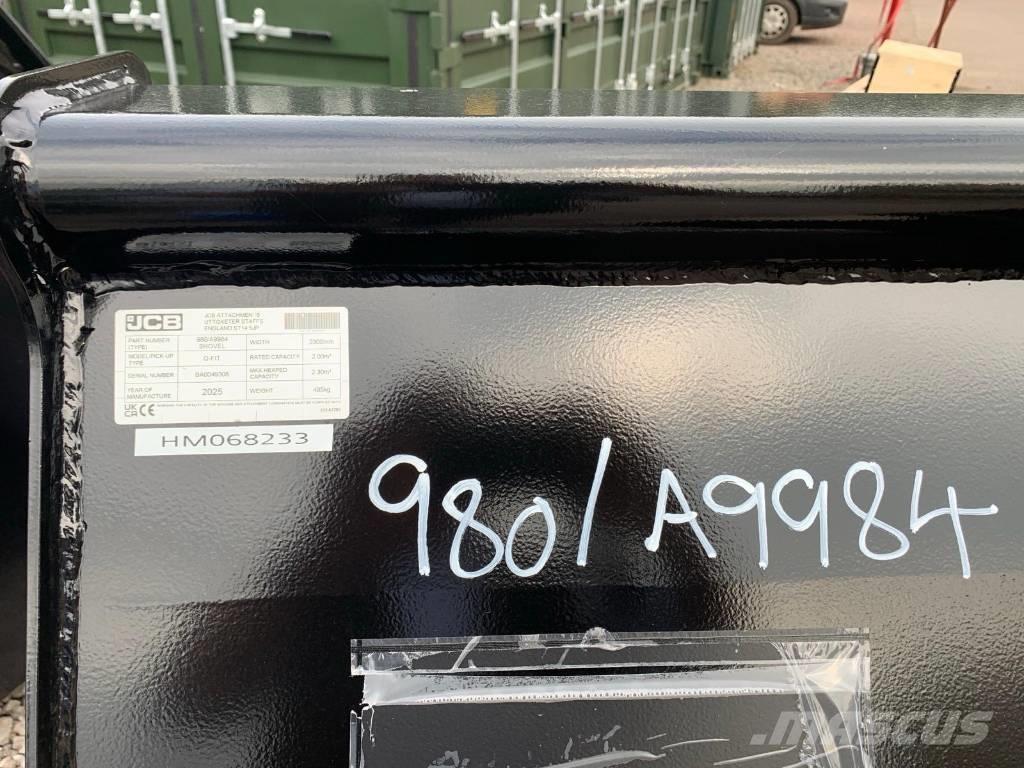 JCB
JCB ATTACHMENTS
UTTOXETER STAFFS
ENGLAND ST14 5JP
PART NUMBER (TYPE) 980/A9984 SHOVEL WIDTH 2300mm
MODEL/PICK-UP TYPE Q-FIT RATED CAPACITY 2.00m³
SERIAL NUMBER MAX HEAPED CAPACITY 2.30m³
YEAR OF MANUFACTURE 2025 WEIGHT 495kg
UKCA CE
HM068233
980/A9984
MASCUS